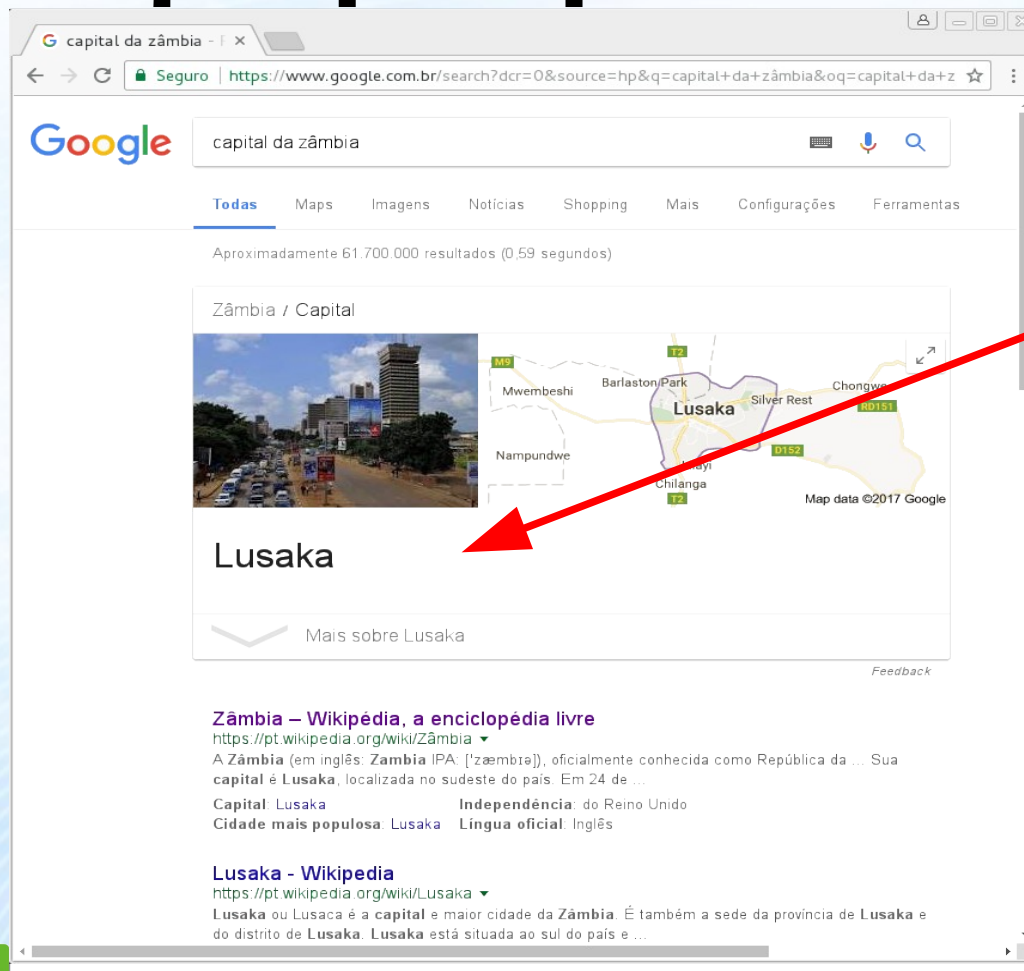 capital da zâmbia -
Seguro
https://www.google.com.br/search?dcr=0&source=hp&q=capital+da+zâmbia&oq=capital+da+z
Google
capital da zâmbia
Todas Maps Imagens Notícias Shopping Mais Configurações Ferramentas
Aproximadamente 61.700.000 resultados (0,59 segundos)
Zâmbia / Capital
T2
M9
Mwembeshi
Barlaston Park
Chongwe
Silver Rest
RD151
Lusaka
D152
Nampundwe
Chilanga
T2
Map data ©2017 Google
Lusaka
Mais sobre Lusaka
Feedback
Zâmbia – Wikipédia, a enciclopédia livre
https://pt.wikipedia.org/wiki/Zâmbia
A Zâmbia (em inglês: Zambia IPA: ['zæmbɪə]), oficialmente conhecida como República da ... Sua
capital é Lusaka, localizada no sudeste do país. Em 24 de ...
Capital: Lusaka Independência: do Reino Unido
Cidade mais populosa: Lusaka Língua oficial: Inglês
Lusaka - Wikipedia
https://pt.wikipedia.org/wiki/Lusaka
Lusaka ou Lusaca é a capital e maior cidade da Zâmbia. É também a sede da província de Lusaka e
do distrito de Lusaka. Lusaka está situada ao sul do país e ...